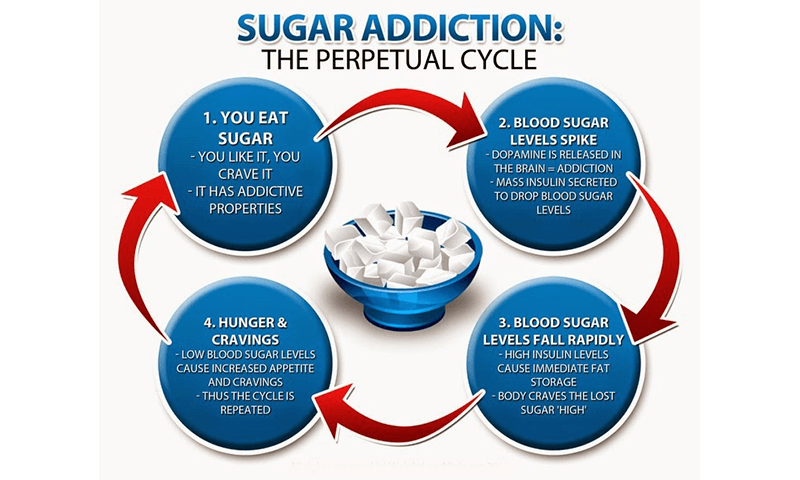 SUGAR ADDICTION:
THE PERPETUAL CYCLE
1. YOU EAT
SUGAR
- YOU LIKE IT, YOU
CRAVE IT
- IT HAS ADDICTIVE
PROPERTIES
2. BLOOD SUGAR
LEVELS SPIKE
- DOPAMINE IS RELEASED IN
THE BRAIN = ADDICTION
- MASS INSULIN SECRETED
TO DROP BLOOD SUGAR
LEVELS
3. BLOOD SUGAR
LEVELS FALL RAPIDLY
- HIGH INSULIN LEVELS
CAUSE IMMEDIATE FAT
STORAGE
- BODY CRAVES THE LOST
SUGAR 'HIGH'
4. HUNGER &
CRAVINGS
- LOW BLOOD SUGAR LEVELS
CAUSE INCREASED APPETITE
AND CRAVINGS
- THUS THE CYCLE IS
REPEATED